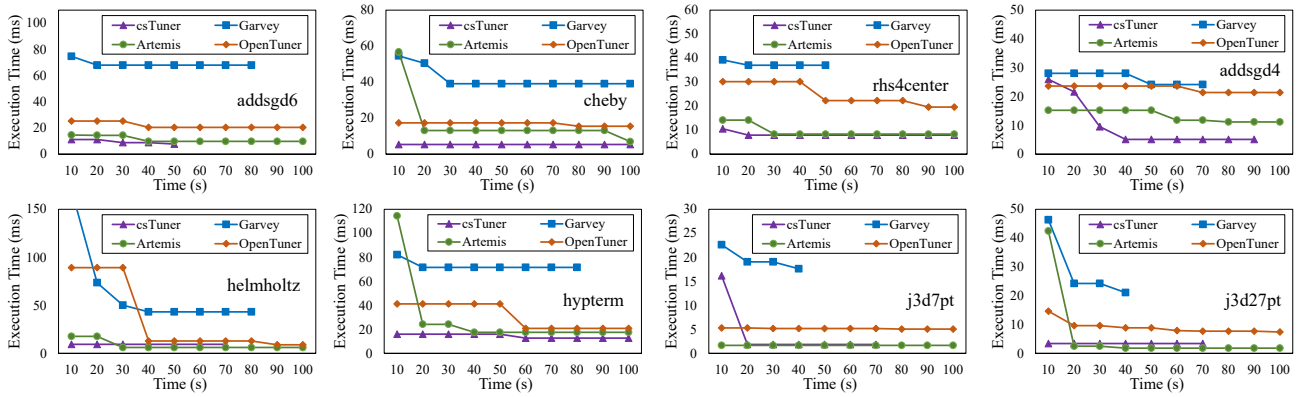 csTuner Garvey
Artemis OpenTuner
addsgd6
Execution Time (ms)
100
80
60
40
20
0
10 20 30 40 50 60 70 80 90 100
Time (s)
csTuner Garvey
Artemis OpenTuner
cheby
Execution Time (ms)
80
60
40
20
0
10 20 30 40 50 60 70 80 90 100
Time (s)
csTuner Garvey
Artemis OpenTuner
rhs4center
Execution Time (ms)
60
50
40
30
20
10
0
10 20 30 40 50 60 70 80 90 100
Time (s)
csTuner Garvey
Artemis OpenTuner
addsgd4
Execution Time (ms)
50
40
30
20
10
0
10 20 30 40 50 60 70 80 90 100
Time (s)
csTuner Garvey
Artemis OpenTuner
helmholtz
Execution Time (ms)
150
100
50
0
10 20 30 40 50 60 70 80 90 100
Time (s)
csTuner Garvey
Artemis OpenTuner
hypterm
Execution Time (ms)
120
100
80
60
40
20
0
10 20 30 40 50 60 70 80 90 100
Time (s)
csTuner Garvey
Artemis OpenTuner
j3d7pt
Execution Time (ms)
30
25
20
15
10
5
0
10 20 30 40 50 60 70 80 90 100
Time (s)
csTuner Garvey
Artemis OpenTuner
j3d27pt
Execution Time (ms)
50
40
30
20
10
0
10 20 30 40 50 60 70 80 90 100
Time (s)